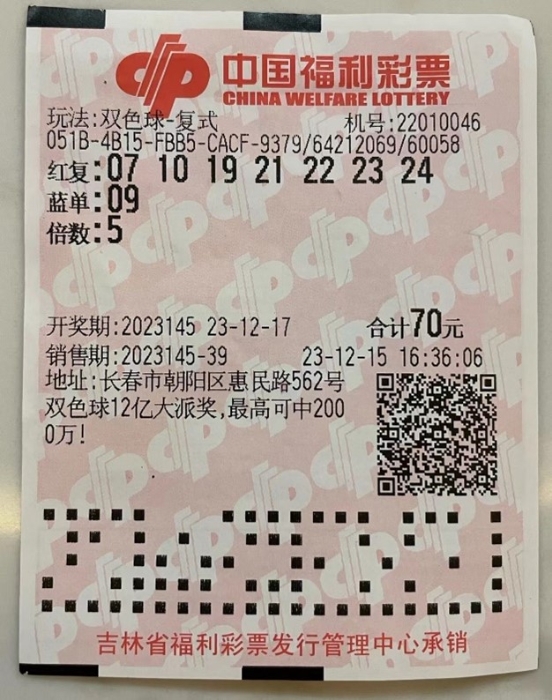 中国福利彩票
CHINA WELFARE LOTTERY
玩法:双色球-复式 机号:22010046
051B-4B15-FBB5-CACF-9379/64212069/60058
红复:07 10 19 21 22 23 24
蓝单:09
倍数:5
开奖期:2023145 23-12-17 合计70元
销售期:2023145-39 23-12-15 16:36:06
地址:长春市朝阳区惠民路562号
双色球12亿大派奖,最高可中200
0万!
吉林省福利彩票发行管理中心承销